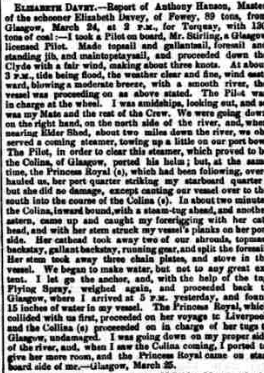 ELIZABETH DAVEY.—Report of Anthony Hanson, Master
of the schooner Elizabeth Davey, of Fowey, 89 tons, from
Glasgow, March 24, at 2 P.M., for Torquay, with 130
tons of coal:—I took a Pilot on board, Mr. Stirling, a Glasgow
licensed Pilot. Made topsail and gallantsail, foresail and
standing jib, and maintopstaysail, and proceeded down the
Clyde with a fair wind, making about three knots. At about
3 P.M., tide being flood, the weather clear and fine, wind east-
ward, blowing a moderate breeze, with a smooth river, the
vessel was proceeding on as above stated. The Pilot was
in charge at the wheel. I was amidships, looking out, and so
was my Mate and the rest of the Crew. We were going down
on the right hand, on the north side of the river, and, when
nearing Elder Shed, about two miles down the river, we ob-
served a coming steamer, towing up a little on our port bow.
The Pilot, in order to clear this steamer, which proved to be
the Colina, of Glasgow, ported his helm; but, at the same
time, the Princess Royal (s), which had been following, over-
hauled us, her port quarter striking my starboard quarter,
but she did no damage, except canting our vessel over to the
south into the course of the Colina (s). In about two minutes
the Colina, inward bound, with a steam-tug ahead, and another
astern, came up and caught my forerigging with her cat-
head, and with her stem struck my vessel's planks on her port
side. Her cathead took away two of our shrouds, topmast
backstay, gallant backstay, running gear, and split the foresail.
Her stem took away three chain plates, and stove in the
vessel. We began to make water, but not to any great ex-
tent. I let go the anchor, and, with the help of the tug
Flying Spray, weighed again, and proceeded back to
Glasgow, where I arrived at 5 P.M. yesterday, and found
15 inches of water in my vessel. The Princess Royal, which
collided with us first, proceeded on her voyage to Liverpool,
and the Collina (s) proceeded on in charge of her tugs to
Glasgow, undamaged. I was going down on my proper side
of the river, and, when I saw the Colina coming, I ported to
give her more room, and the Princess Royal came on star-
board side of me.—Glasgow, March 25.